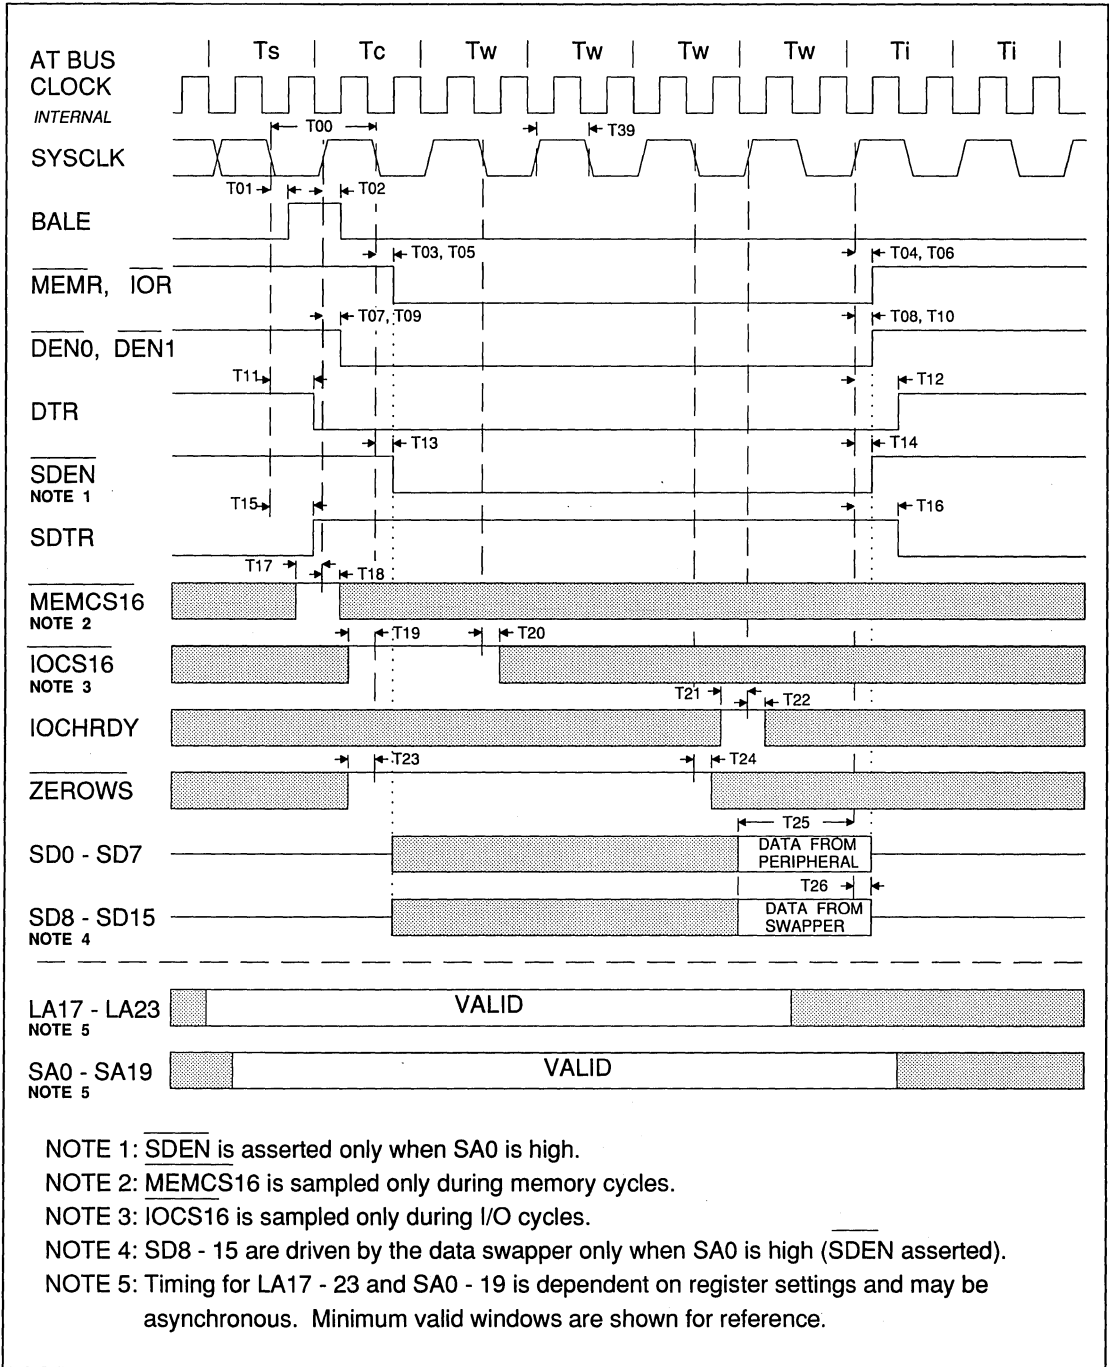 AT BUS CLOCK
INTERNAL
Ts Tc Tw Tw Tw Tw Ti Ti
T00 T39
SYSCLK
T01 T02
BALE
T03, T05 T04, T06
MEMR, IOR
T07, T09 T08, T10
DEN0, DEN1
T11 T12
DTR
T13 T14
SDEN
NOTE 1
T15 T16
SDTR
T17 T18
MEMCS16
NOTE 2
T19 T20
IOCS16
NOTE 3
T21 T22
IOCHRDY
T23 T24
ZEROWS
T25
SD0 - SD7
DATA FROM
PERIPHERAL
T26
SD8 - SD15
NOTE 4
DATA FROM
SWAPPER
LA17 - LA23
NOTE 5
VALID
SA0 - SA19
NOTE 5
VALID
NOTE 1: SDEN is asserted only when SA0 is high.
NOTE 2: MEMCS16 is sampled only during memory cycles.
NOTE 3: IOCS16 is sampled only during I/O cycles.
NOTE 4: SD8 - 15 are driven by the data swapper only when SA0 is high (SDEN asserted).
NOTE 5: Timing for LA17 - 23 and SA0 - 19 is dependent on register settings and may be
asynchronous. Minimum valid windows are shown for reference.